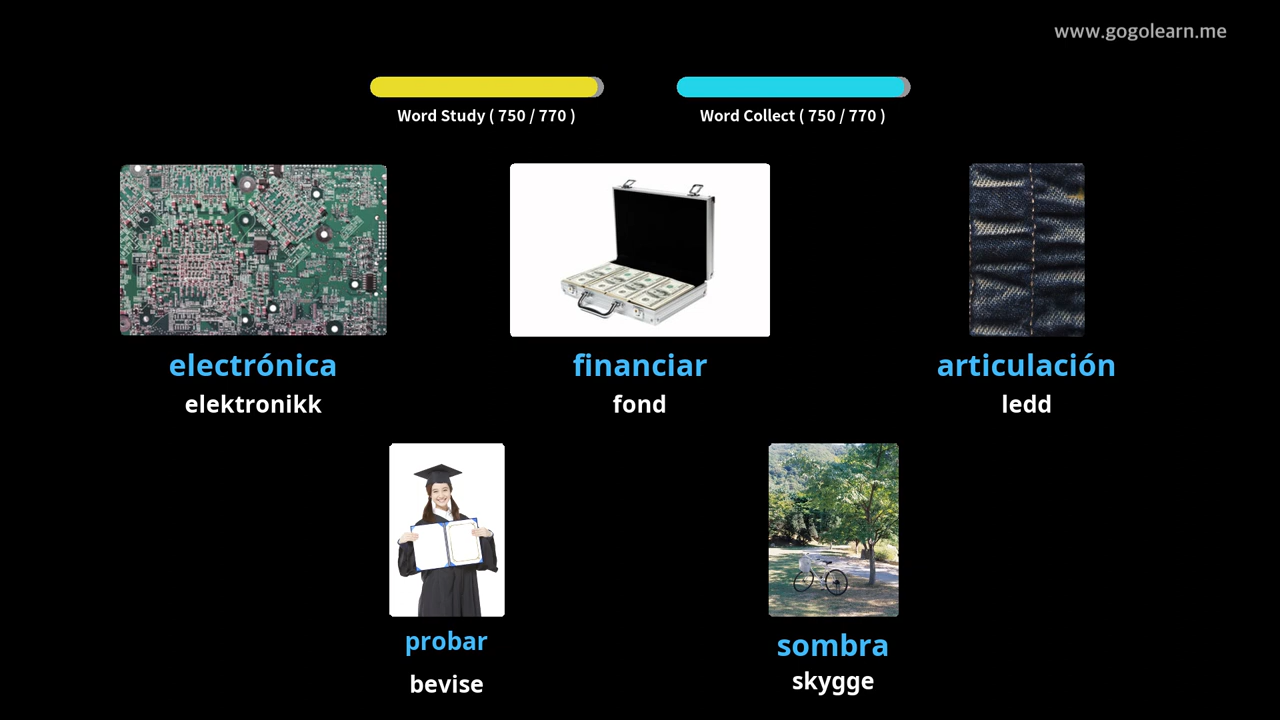 www.gogolearn.me
Word Study ( 750 / 770 )
Word Collect ( 750 / 770 )
electrónica
financiar
articulación
elektronikk
fond
ledd
probar
sombra
bevise
skygge